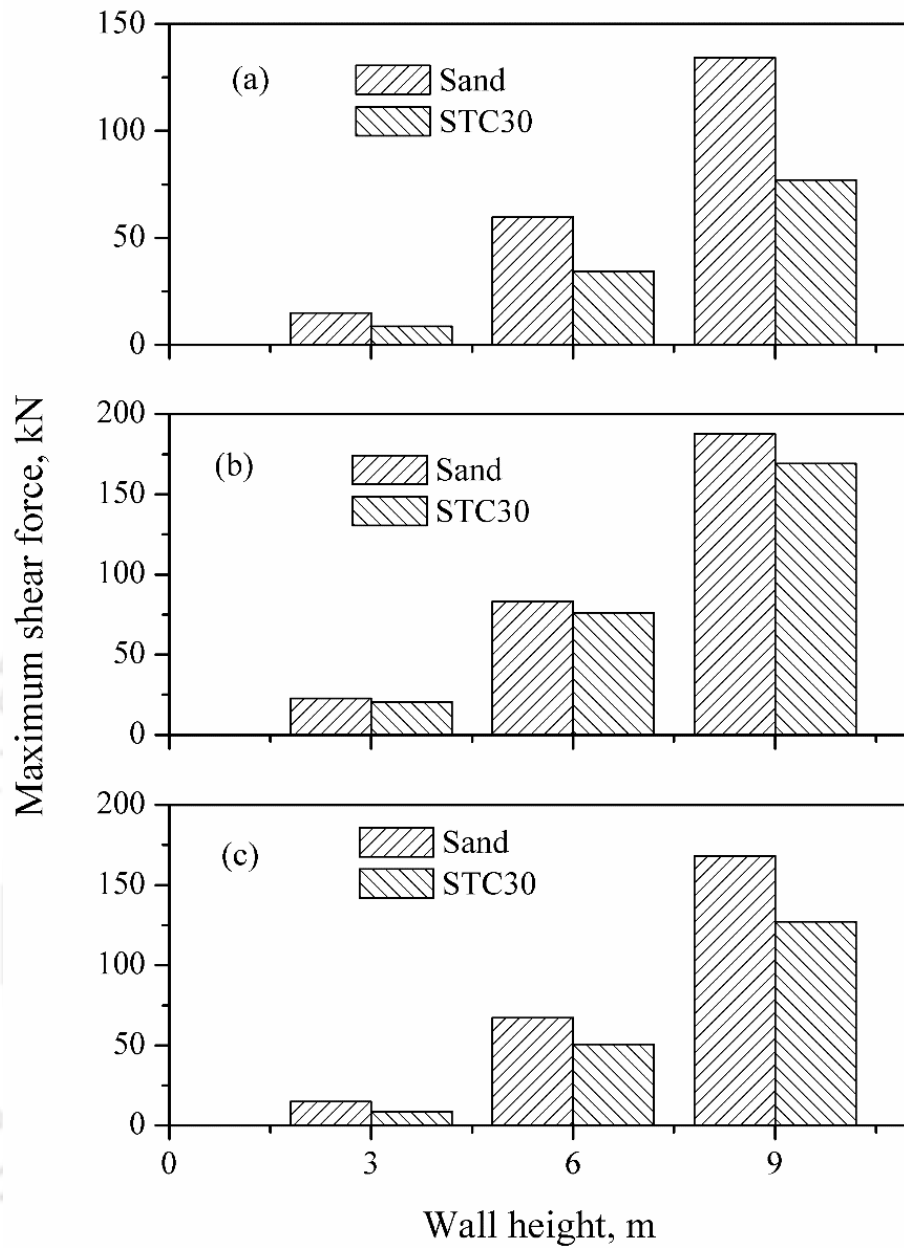 150
(a)
Sand
STC30
100
50
0
Maximum shear force, kN
200
(b)
Sand
STC30
150
100
50
0
200
(c)
Sand
STC30
150
100
50
0
0 3 6 9
Wall height, m